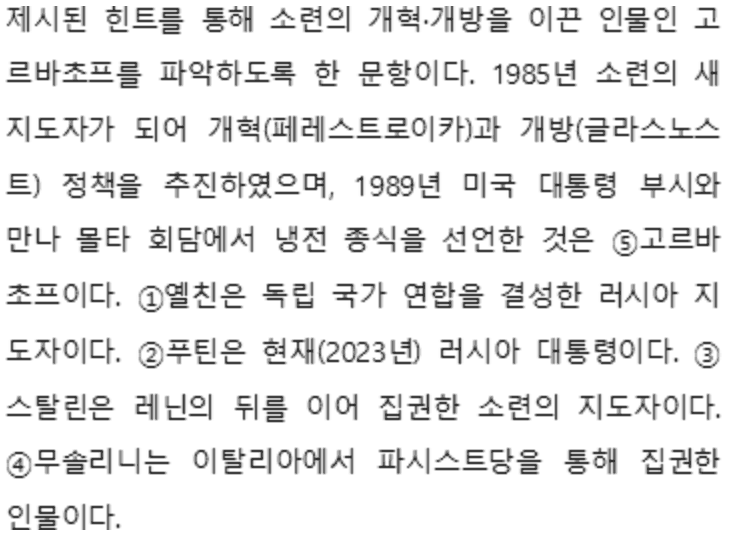 제시된 힌트를 통해 소련의 개혁·개방을 이끈 인물인 고
르바초프를 파악하도록 한 문항이다. 1985년 소련의 새
지도자가 되어 개혁(페레스트로이카)과 개방(글라스노스
트) 정책을 추진하였으며, 1989년 미국 대통령 부시와
만나 몰타 회담에서 냉전 종식을 선언한 것은 ⑤고르바
초프이다. ①옐친은 독립 국가 연합을 결성한 러시아 지
도자이다. ②푸틴은 현재(2023년) 러시아 대통령이다. ③
스탈린은 레닌의 뒤를 이어 집권한 소련의 지도자이다.
④무솔리니는 이탈리아에서 파시스트당을 통해 집권한
인물이다.